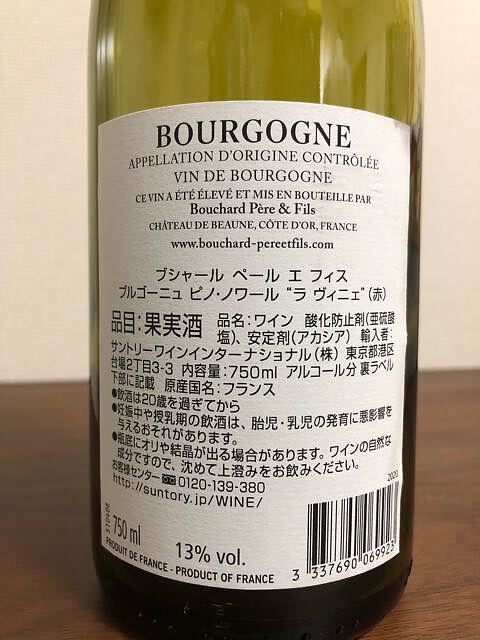 BOURGOGNE
APPELLATION D'ORIGINE CONTRÔLÉE
VIN DE BOURGOGNE
CE VIN A ÉTÉ ÉLEVÉ ET MIS EN BOUTEILLE PAR
Bouchard Père & Fils
CHÂTEAU DE BEAUNE, CÔTE D'OR, FRANCE
www.bouchard-pereetfils.com
ブシャール ペール エ フィス
ブルゴーニュ ピノ・ノワール “ラ ヴィニェ”(赤)
品目:果実酒 品名:ワイン 酸化防止剤(亜硫酸
塩)、安定剤(アカシア) 輸入者:
サントリーワインインターナショナル(株) 東京都港区
台場2丁目3-3 内容量:750ml アルコール分 裏ラベル
下部に記載 原産国名:フランス
●飲酒は20歳を過ぎてから
●妊娠中や授乳期の飲酒は、胎児・乳児の発育に悪影響を
与えるおそれがあります。
●瓶底にオリや結晶が出る場合があります。ワインの自然な
成分ですので、沈めて上澄みをお飲みください。
お客様センター 0120-139-380
http://suntory.jp/WINE/
2020
750 ml
13% vol.
PRODUIT DE FRANCE - PRODUCT OF FRANCE
3 337690 069923